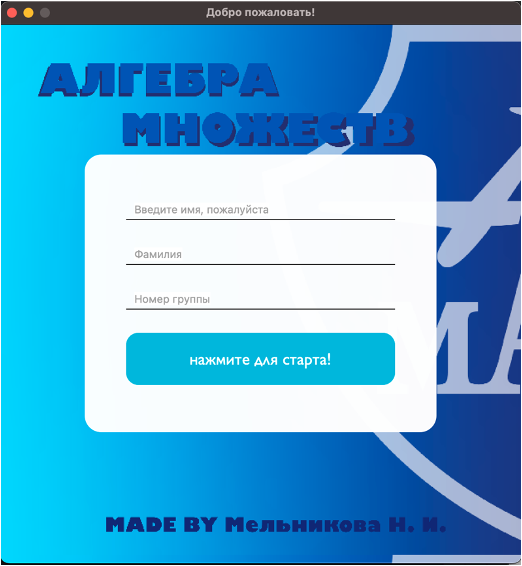 Добро пожаловать!
АЛГЕБРА
МНОЖЕСТВ
Введите имя, пожалуйста
Фамилия
Номер группы
нажмите для старта!
MADE BY Мельникова Н. И.